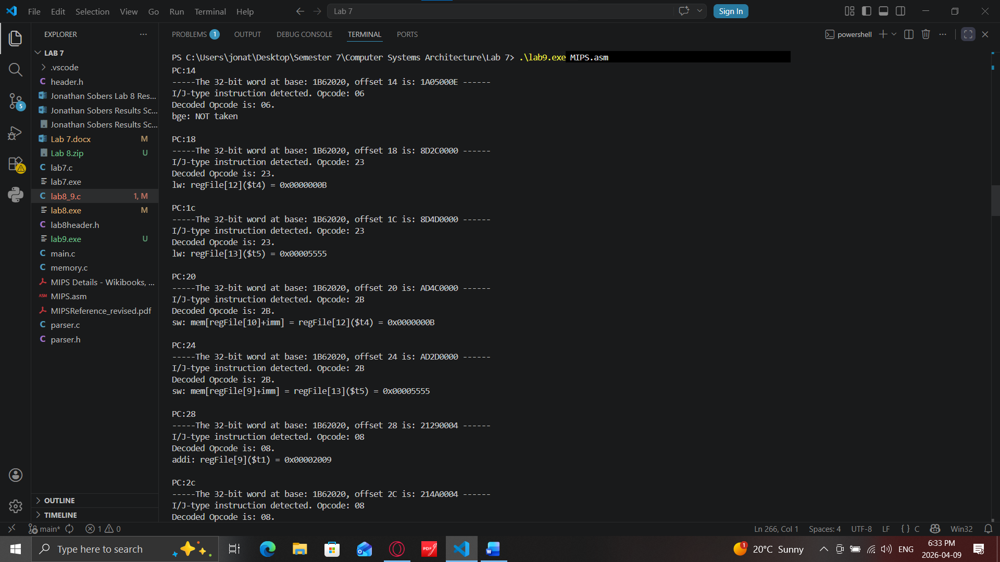 File Edit Selection View Go Run Terminal Help
Lab 7
Sign In
EXPLORER
LAB 7
.vscode
header.h
Jonathan Sobers Lab 8 Res...
Jonathan Sobers Results Sc...
Jonathan Sobers Results Sc...
Lab 7.docx M
Lab 8.zip U
lab7.c
lab7.exe
lab8_9.c 1, M
lab8.exe M
lab8header.h
lab9.exe U
main.c
memory.c
MIPS Details - Wikibooks, ...
MIPS.asm
MIPSReference_revised.pdf
parser.c
parser.h
OUTLINE
TIMELINE
5
PROBLEMS 1 OUTPUT DEBUG CONSOLE TERMINAL PORTS
powershell
PS C:\Users\jonat\Desktop\Semester 7\Computer Systems Architecture\Lab 7> .\lab9.exe MIPS.asm
PC:14
-----The 32-bit word at base: 1B62020, offset 14 is: 1A05000E ------
I/J-type instruction detected. Opcode: 06
Decoded Opcode is: 06.
bge: NOT taken
PC:18
-----The 32-bit word at base: 1B62020, offset 18 is: 8D2C0000 ------
I/J-type instruction detected. Opcode: 23
Decoded Opcode is: 23.
lw: regFile[12]($t4) = 0x0000000B
PC:1c
-----The 32-bit word at base: 1B62020, offset 1C is: 8D4D0000 ------
I/J-type instruction detected. Opcode: 23
Decoded Opcode is: 23.
lw: regFile[13]($t5) = 0x00005555
PC:20
-----The 32-bit word at base: 1B62020, offset 20 is: AD4C0000 ------
I/J-type instruction detected. Opcode: 2B
Decoded Opcode is: 2B.
sw: mem[regFile[10]+imm] = regFile[12]($t4) = 0x0000000B
PC:24
-----The 32-bit word at base: 1B62020, offset 24 is: AD2D0000 ------
I/J-type instruction detected. Opcode: 2B
Decoded Opcode is: 2B.
sw: mem[regFile[9]+imm] = regFile[13]($t5) = 0x00005555
PC:28
-----The 32-bit word at base: 1B62020, offset 28 is: 21290004 ------
I/J-type instruction detected. Opcode: 08
Decoded Opcode is: 08.
addi: regFile[9]($t1) = 0x00002009
PC:2c
-----The 32-bit word at base: 1B62020, offset 2C is: 214A0004 ------
I/J-type instruction detected. Opcode: 08
Decoded Opcode is: 08.
main* 1 0
Ln 266, Col 1 Spaces: 4 UTF-8 LF { } C Win32
Type here to search
1 20°C Sunny ENG 6:33 PM
2026-04-09